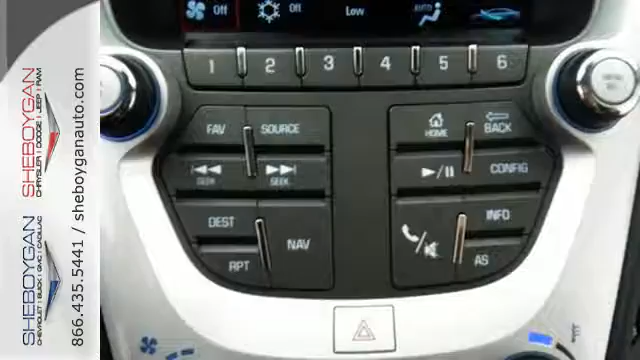 Off Off Low AUTO
1 2 3 4 5 6
FAV SOURCE HOME BACK
SEEK SEEK CONFIG
DEST INFO
NAV
RPT AS
SHEBOYGAN
CHRYSLER | DODGE | JEEP | RAM
SHEBOYGAN
CHEVROLET | BUICK | GMC | CADILLAC
866.435.5441 / sheboyganauto.com